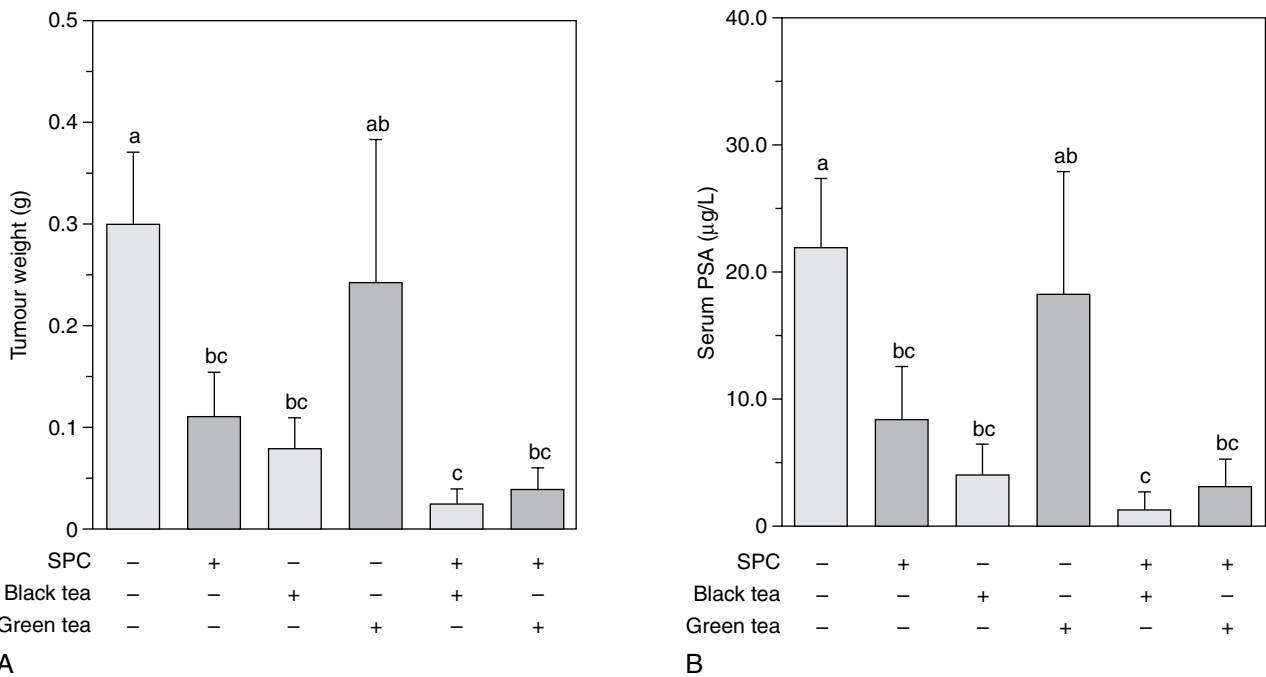 0.5
0.4
0.3
0.2
0.1
0
Tumour weight (g)
a
bc
bc
ab
c
bc
SPC – + – – + +
Black tea – – + – + –
Green tea – – – + – +
A
40.0
30.0
20.0
10.0
0
Serum PSA (μg/L)
a
bc
bc
ab
c
bc
SPC – + – – + +
Black tea – – + – + –
Green tea – – – + – +
B